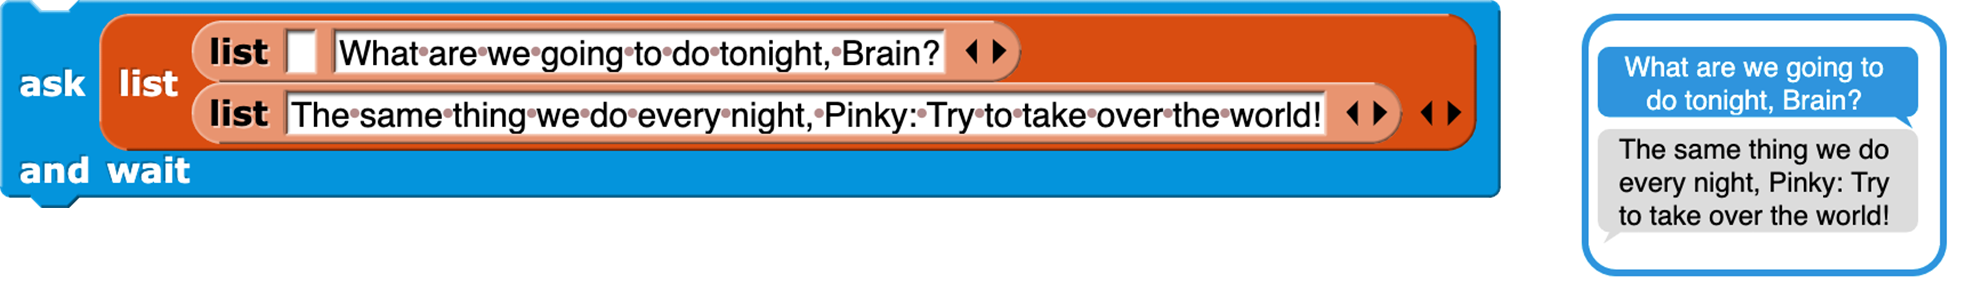 ask list
list What are we going to do tonight, Brain?
list The same thing we do every night, Pinky: Try to take over the world!
and wait
What are we going to
do tonight, Brain?
The same thing we do
every night, Pinky: Try
to take over the world!